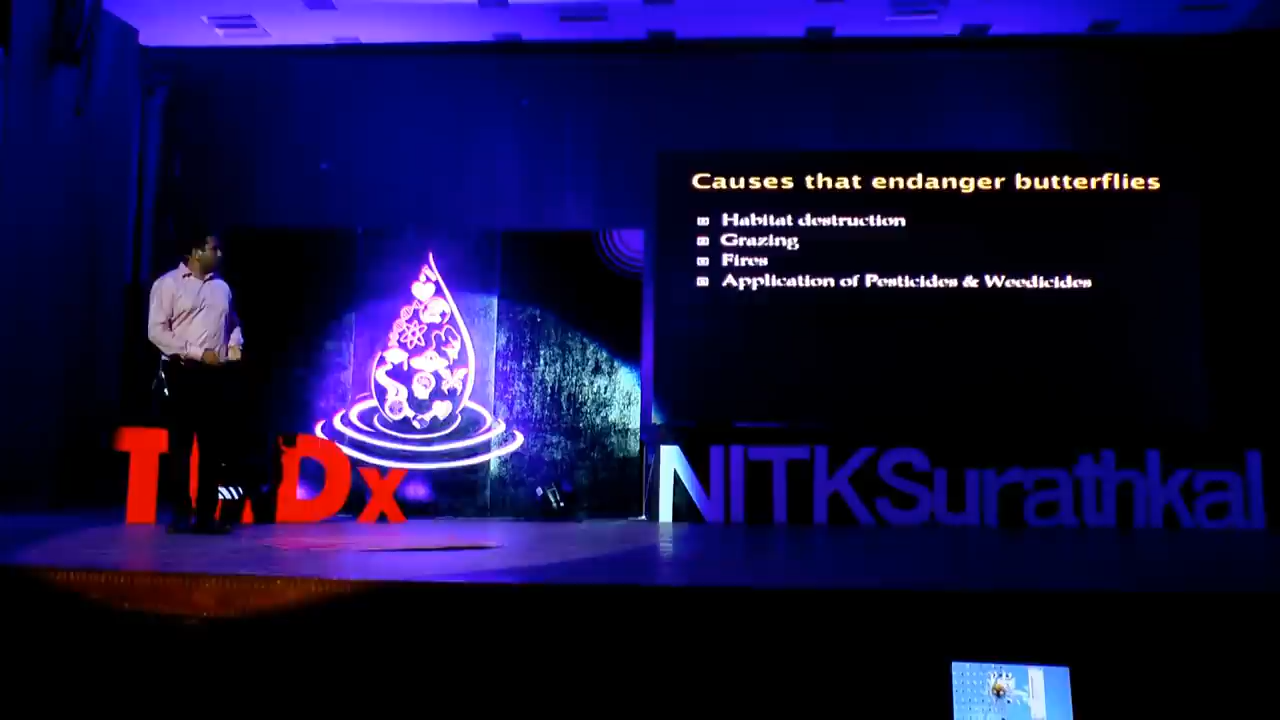 Causes that endanger butterflies
Habitat destruction
Grazing
Fires
Application of Pesticides & Weedicides
TEDx
NITKSurathkal